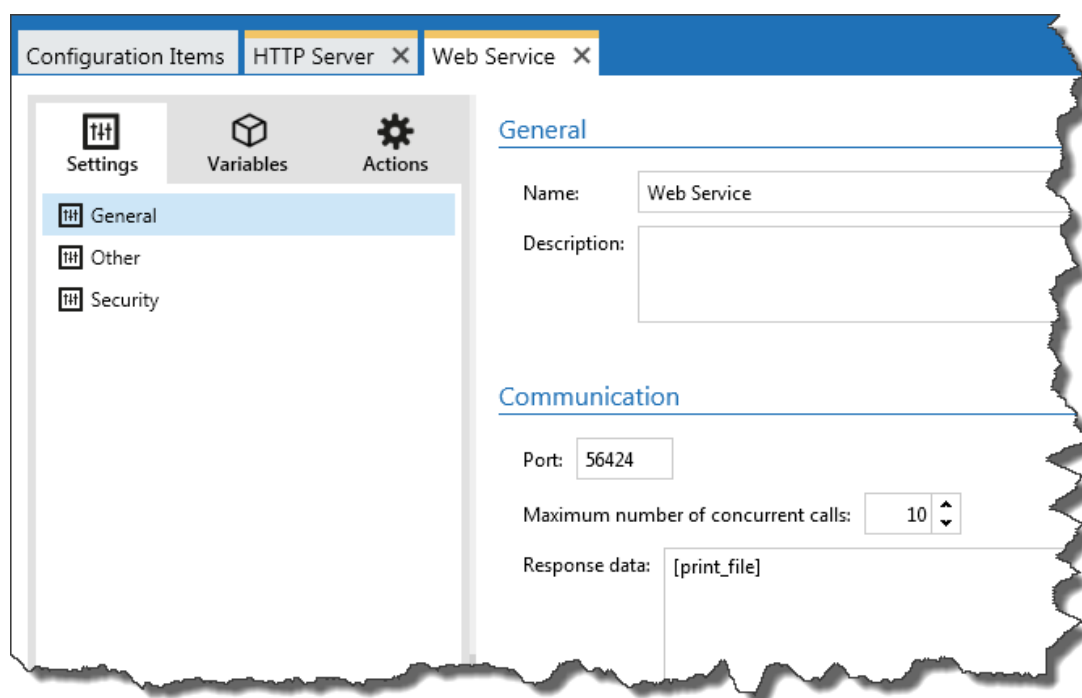 Configuration Items HTTP Server Web Service
Settings Variables Actions
General
Other
Security
General
Name: Web Service
Description:
Communication
Port: 56424
Maximum number of concurrent calls: 10
Response data: [print_file]